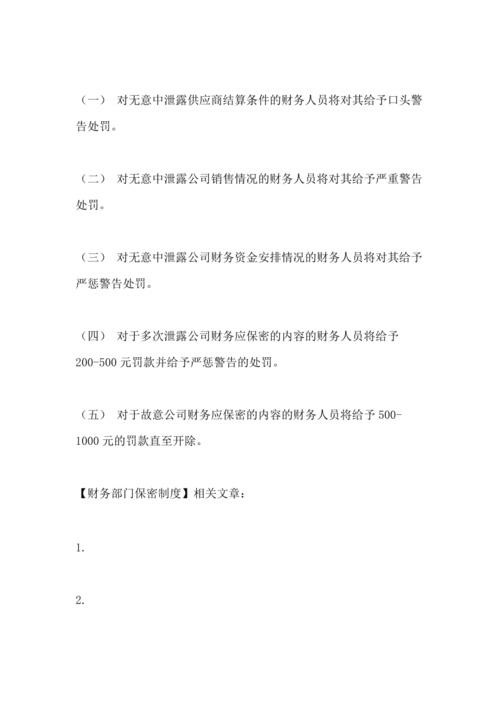 （一） 对无意中泄露供应商结算条件的财务人员将对其给予口头警
告处罚。
（二） 对无意中泄露公司销售情况的财务人员将对其给予严重警告
处罚。
（三） 对无意中泄露公司财务资金安排情况的财务人员将对其给予
严惩警告处罚。
（四） 对于多次泄露公司财务应保密的内容的财务人员将给予
200-500 元罚款并给予严惩警告的处罚。
（五） 对于故意公司财务应保密的内容的财务人员将给予 500-
1000 元的罚款直至开除。
【财务部门保密制度】相关文章：
1.
2.